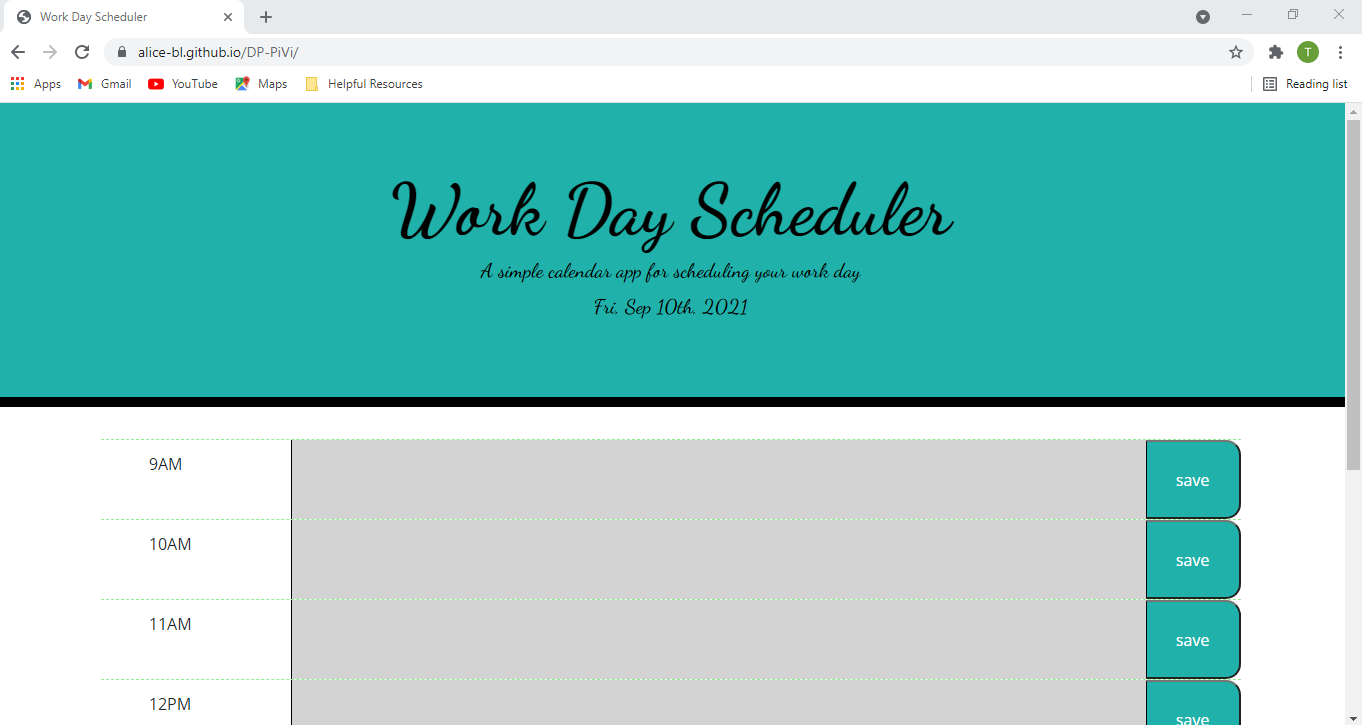 Work Day Scheduler
alice-bl.github.io/DP-PiVi/
T
Apps Gmail YouTube Maps Helpful Resources Reading list
Work Day Scheduler
A simple calendar app for scheduling your work day
Fri, Sep 10th, 2021
9AM save
10AM save
11AM save
12PM save